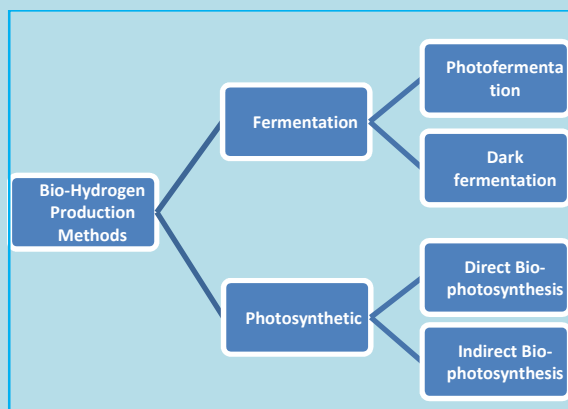 Photofermenta
tion
Fermentation
Dark
fermentation
Bio-Hydrogen
Production
Methods
Direct Bio-
photosynthesis
Photosynthetic
Indirect Bio-
photosynthesis